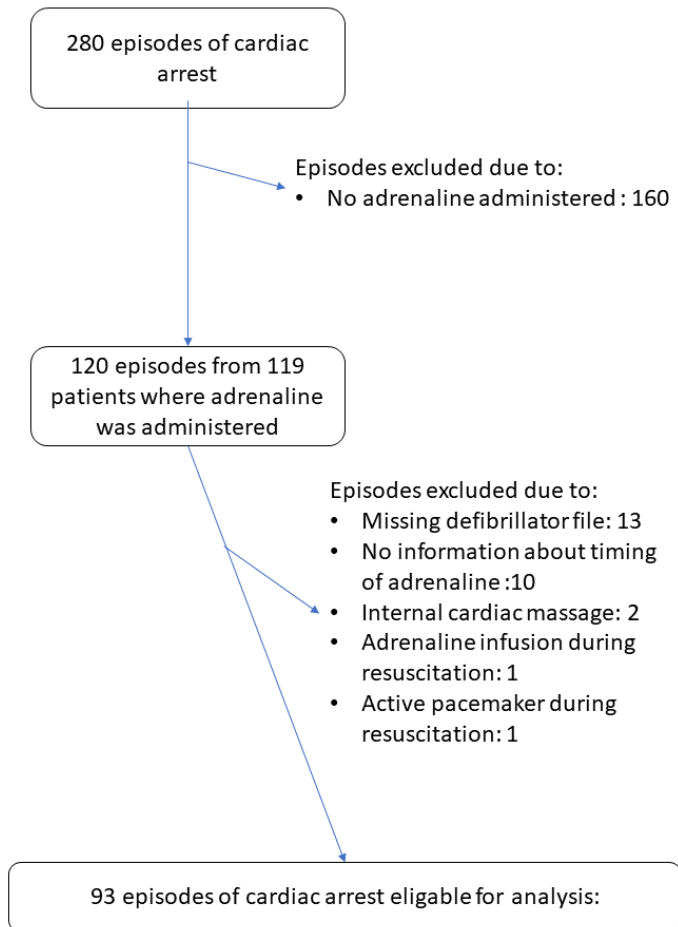 280 episodes of cardiac
arrest
Episodes excluded due to:
• No adrenaline administered : 160
120 episodes from 119
patients where adrenaline
was administered
Episodes excluded due to:
• Missing defibrillator file: 13
• No information about timing
of adrenaline :10
• Internal cardiac massage: 2
• Adrenaline infusion during
resuscitation: 1
• Active pacemaker during
resuscitation: 1
93 episodes of cardiac arrest eligable for analysis: